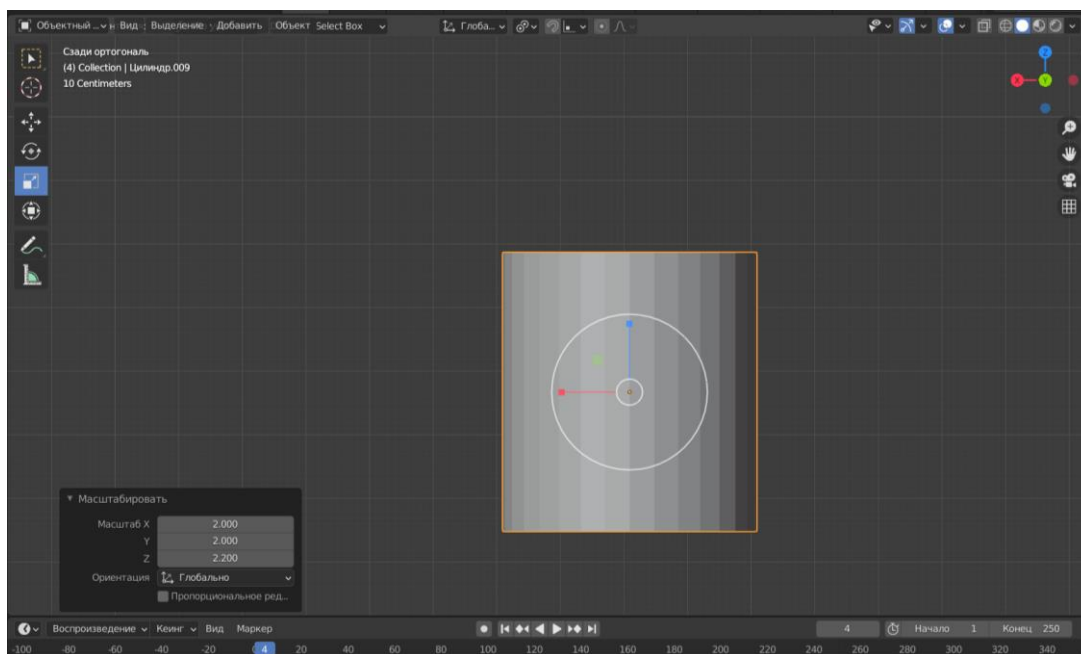 Объектный ... Вид Выделение Добавить Объект Select Box Глоба...
Сзади ортогональ
(4) Collection | Цилиндр.009
10 Centimeters
Z
X
Y
Масштабировать
Масштаб X 2.000
Y 2.000
Z 2.200
Ориентация Глобально
Пропорциональное ред...
Воспроизведение Кеинг Вид Маркер 4 Начало 1 Конец 250
-100 -80 -60 -40 -20 4 20 40 60 80 100 120 140 160 180 200 220 240 260 280 300 320 340